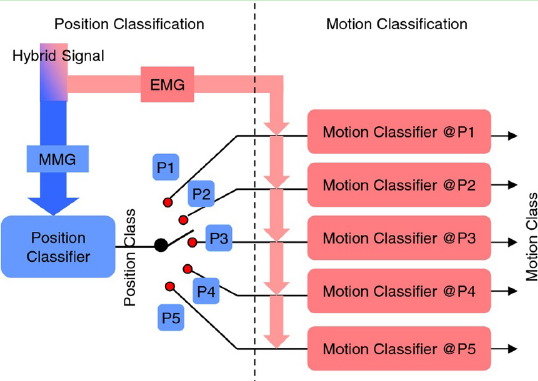 Position Classification
Motion Classification
Hybrid Signal
EMG
MMG
Position
Classifier
Position Class
P1
P2
P3
P4
P5
Motion Classifier @P1
Motion Classifier @P2
Motion Classifier @P3
Motion Classifier @P4
Motion Classifier @P5
Motion Class